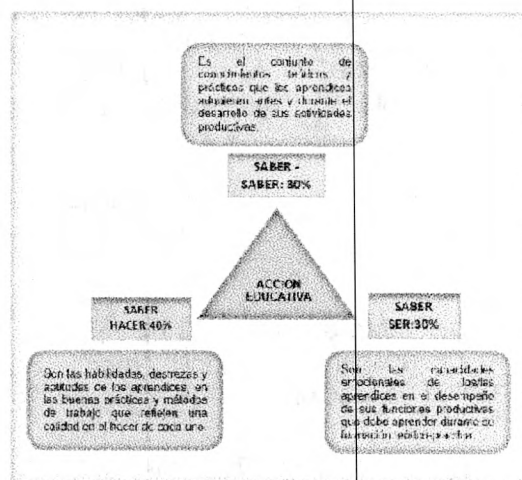 Es el conjunto de
conocimientos teóricos y
prácticos que los aprendices
adquieren antes y durante el
desarrollo de sus actividades
productivas.
SABER -
SABER: 30%
ACCION
EDUCATIVA
SABER
HACER:40%
SABER
SER:30%
Son las habilidades, destrezas y
aptitudes de los aprendices, en
las buenas prácticas y métodos
de trabajo que reflejen una
calidad en el hacer de cada uno.
Son las capacidades
emocionales de los/las
aprendices en el desempeño
de sus funciones productivas
que debe aprender durante su
formación